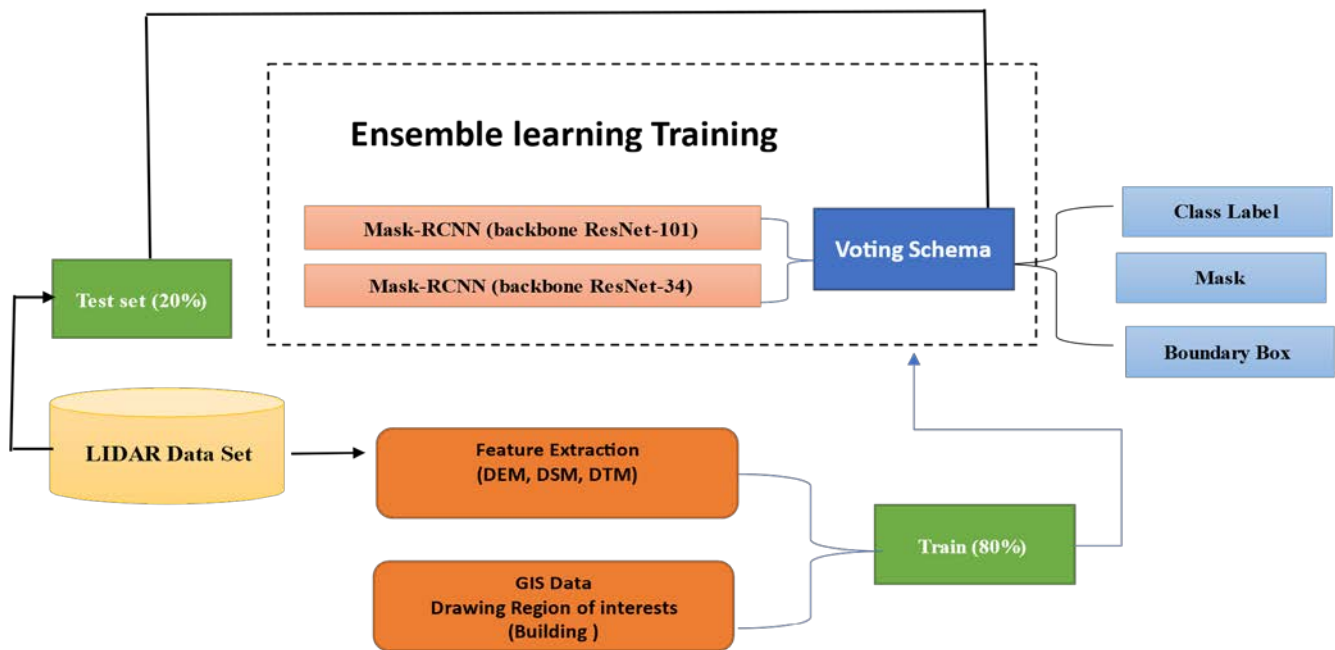 Ensemble learning Training
Mask-RCNN (backbone ResNet-101)
Mask-RCNN (backbone ResNet-34)
Voting Schema
Class Label
Mask
Boundary Box
Test set (20%)
LIDAR Data Set
Feature Extraction
(DEM, DSM, DTM)
GIS Data
Drawing Region of interests
(Building )
Train (80%)